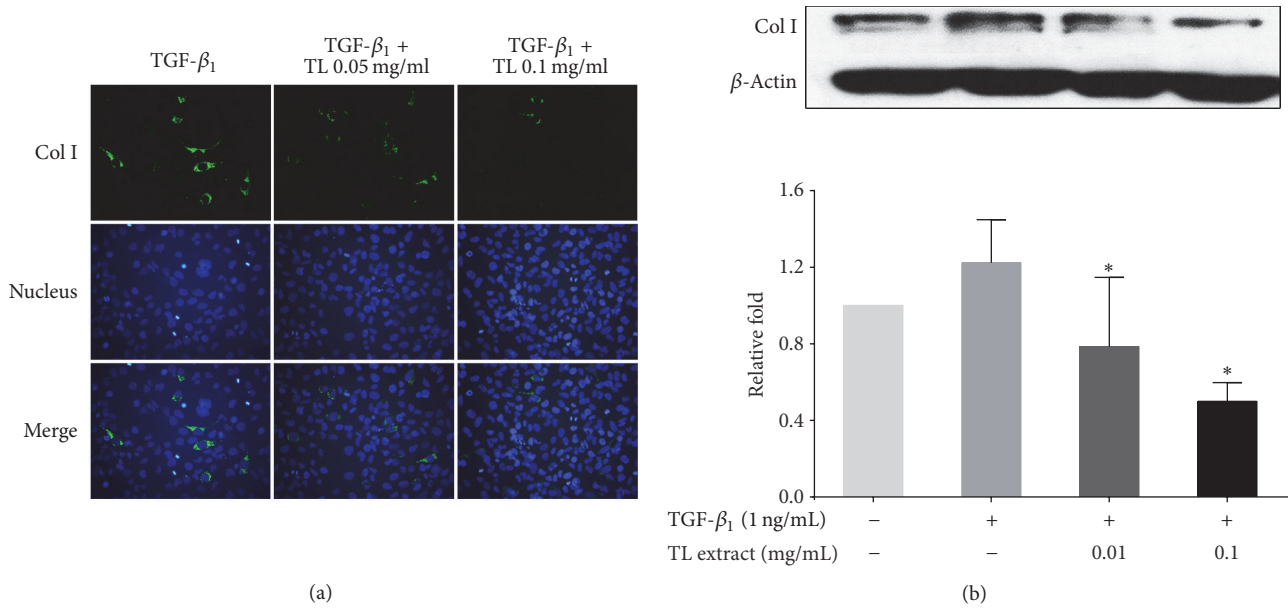 TGF-β₁
TGF-β₁ +
TL 0.05 mg/ml
TGF-β₁ +
TL 0.1 mg/ml
Col I
Nucleus
Merge
(a)
Col I
β-Actin
1.6
1.2
0.8
0.4
0.0
Relative fold
*
*
TGF-β₁ (1 ng/mL) − + + +
TL extract (mg/mL) − − 0.01 0.1
(b)